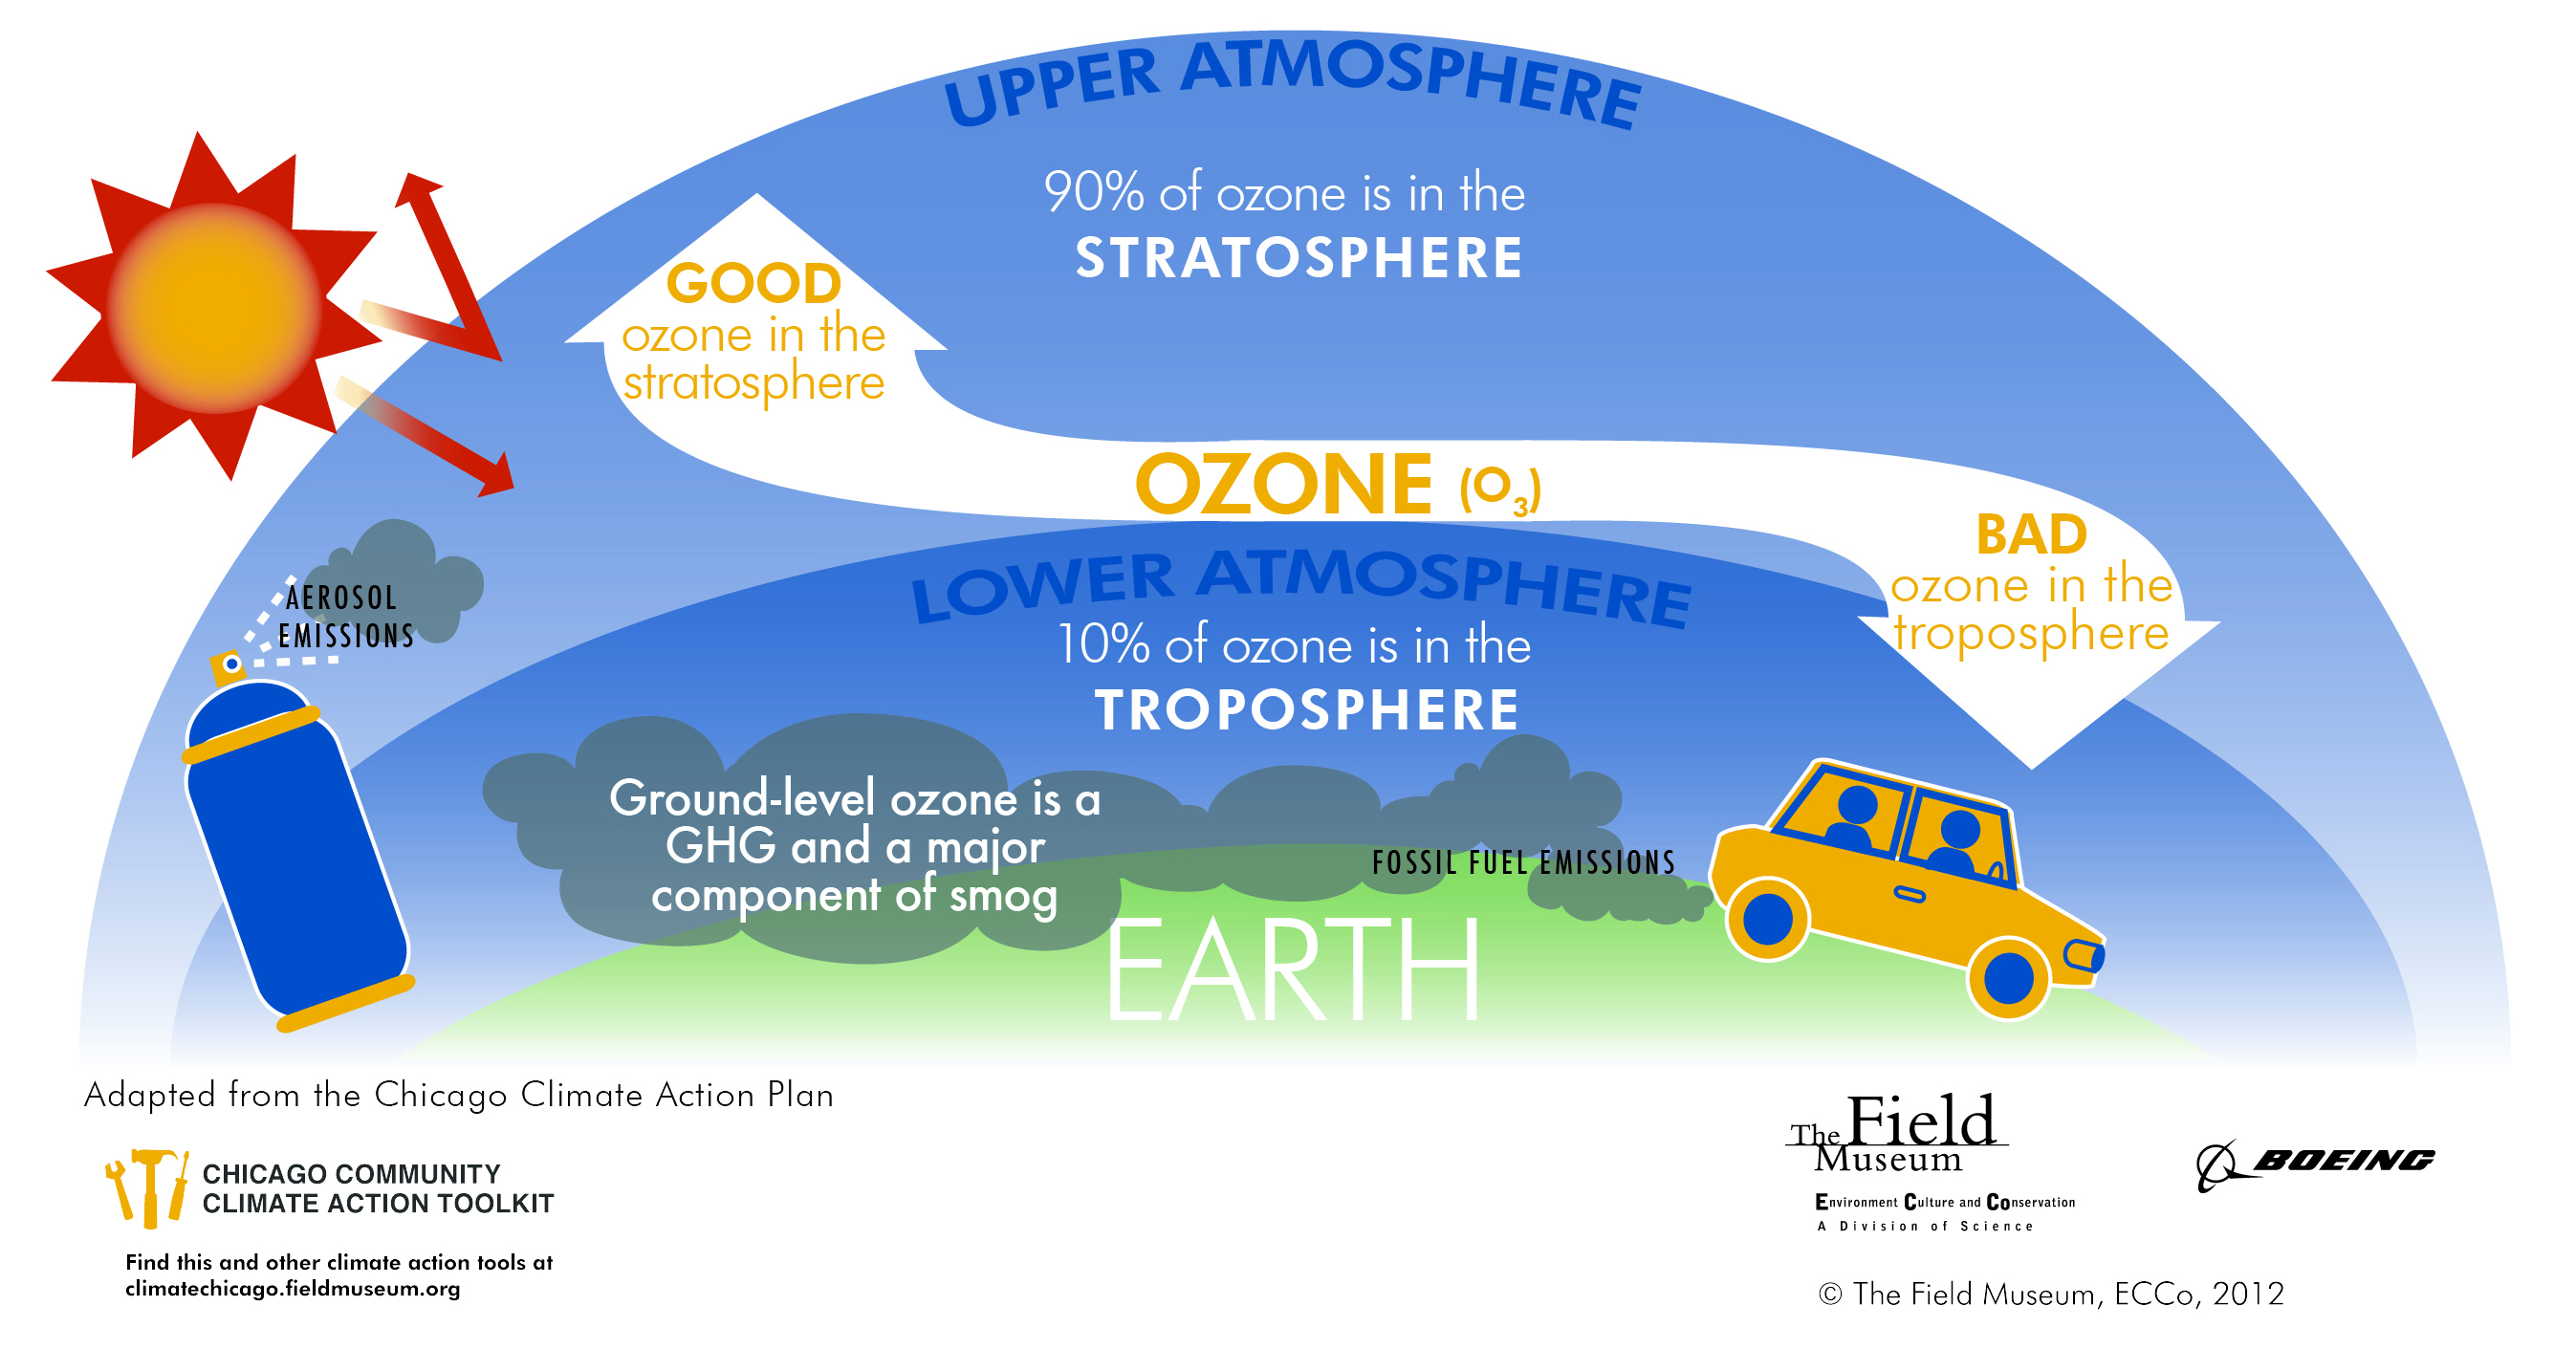 UPPER ATMOSPHERE
90% of ozone is in the
STRATOSPHERE
GOOD
ozone in the
stratosphere
OZONE (O₃)
BAD
ozone in the
troposphere
LOWER ATMOSPHERE
10% of ozone is in the
TROPOSPHERE
AEROSOL
EMISSIONS
Ground-level ozone is a
GHG and a major
component of smog
FOSSIL FUEL EMISSIONS
EARTH
Adapted from the Chicago Climate Action Plan
CHICAGO COMMUNITY
CLIMATE ACTION TOOLKIT
Find this and other climate action tools at
climatechicago.fieldmuseum.org
The Field
Museum
Environment Culture and Conservation
A Division of Science
BOEING
© The Field Museum, ECCo, 2012